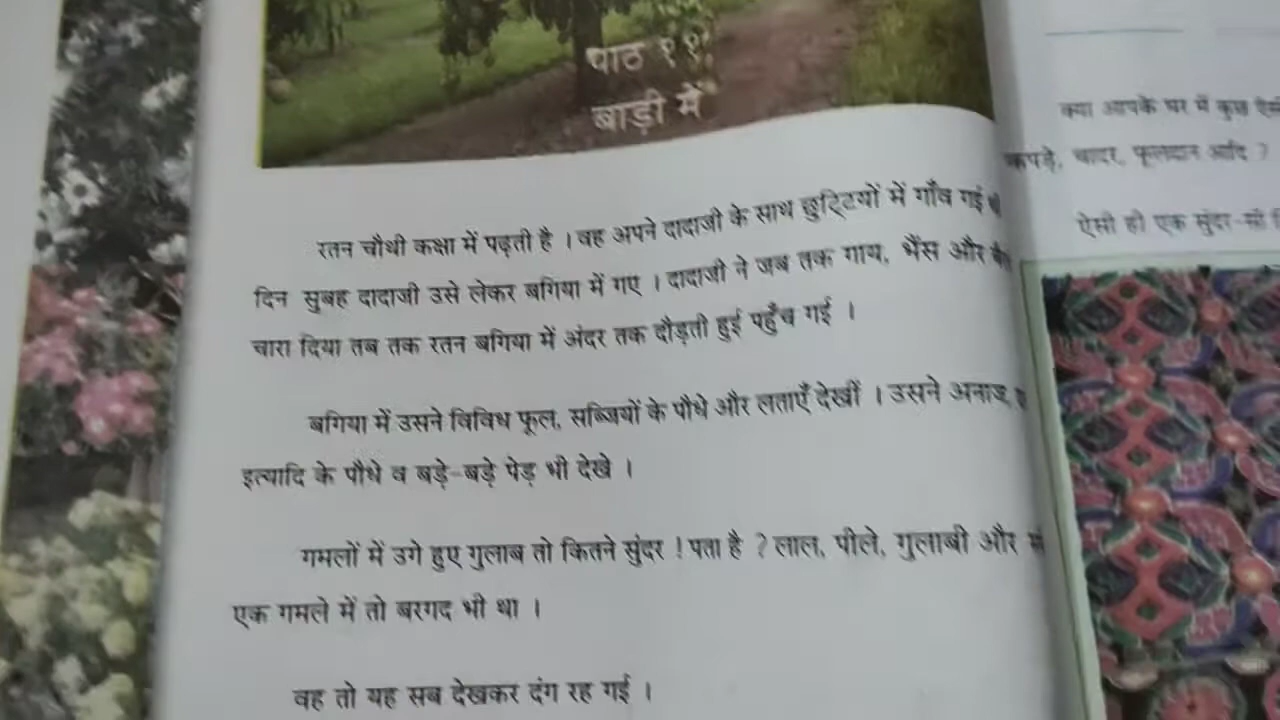 पाठ ११
बाड़ी में
रतन चौथी कक्षा में पढ़ती है । वह अपने दादाजी के साथ छुट्टियों में गाँव गई
दिन सुबह दादाजी उसे लेकर बगिया में गए । दादाजी ने जब तक गाय, भैंस और
चारा दिया तब तक रतन बगिया में अंदर तक दौड़ती हुई पहुँच गई ।
बगिया में उसने विविध फूल, सब्जियों के पौधे और लताएँ देखीं । उसने अनाज,
इत्यादि के पौधे व बड़े-बड़े पेड़ भी देखे ।
गमलों में उगे हुए गुलाब तो कितने सुंदर ! पता है ? लाल, पीले, गुलाबी और
एक गमले में तो बरगद भी था ।
वह तो यह सब देखकर दंग रह गई ।
क्या आपके घर में कुछ
कपड़े, चादर, फूलदान आदि ?
ऐसी ही एक सुंदर-सी